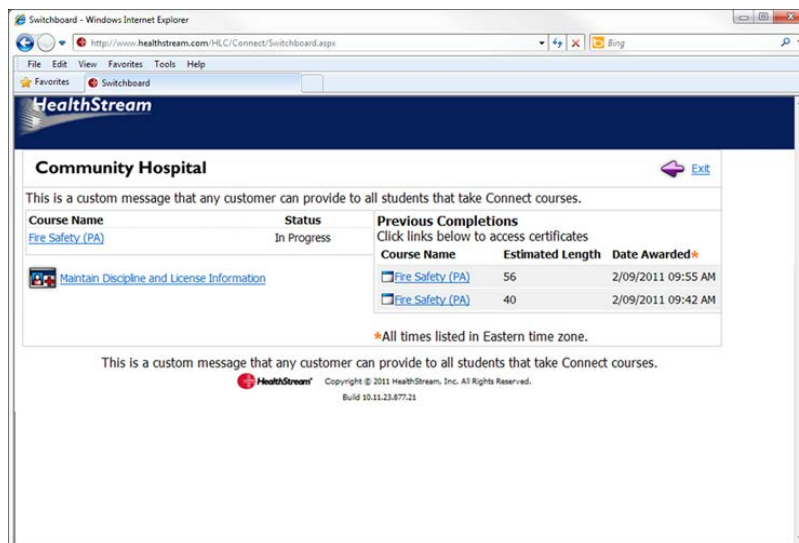 Switchboard - Windows Internet Explorer
http://www.healthstream.com/HLC/Connect/Switchboard.aspx
Bing
File Edit View Favorites Tools Help
Favorites Switchboard
HealthStream
Community Hospital
Exit
This is a custom message that any customer can provide to all students that take Connect courses.
Course Name Status
Fire Safety (PA) In Progress
Maintain Discipline and License Information
Previous Completions
Click links below to access certificates
Course Name Estimated Length Date Awarded*
Fire Safety (PA) 56 2/09/2011 09:55 AM
Fire Safety (PA) 40 2/09/2011 09:42 AM
*All times listed in Eastern time zone.
This is a custom message that any customer can provide to all students that take Connect courses.
HealthStream Copyright © 2011 HealthStream, Inc. All Rights Reserved.
Build 10.11.23.877.21